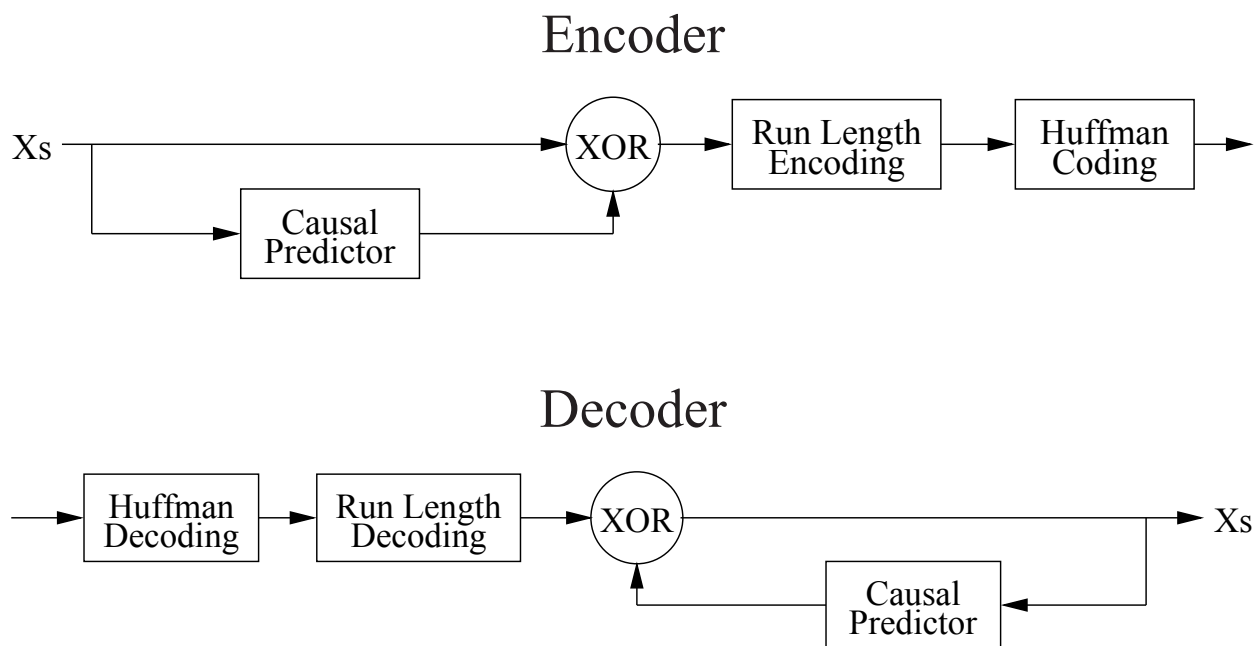 Encoder
Xs
XOR
Run Length
Encoding
Huffman
Coding
Causal
Predictor
Decoder
Huffman
Decoding
Run Length
Decoding
XOR
Xs
Causal
Predictor